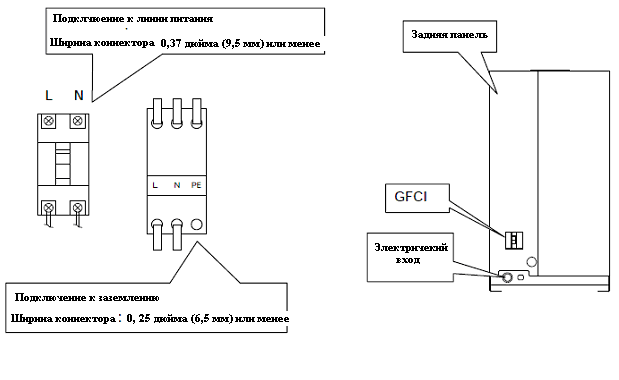 Подключение к линии питания
Ширина коннектора 0,37 дюйма (9,5 мм) или менее
Задняя панель
L N
L N PE
GFCI
Электричекий
вход
Подключение к заземлению
Ширина коннектора : 0, 25 дюйма (6,5 мм) или менее